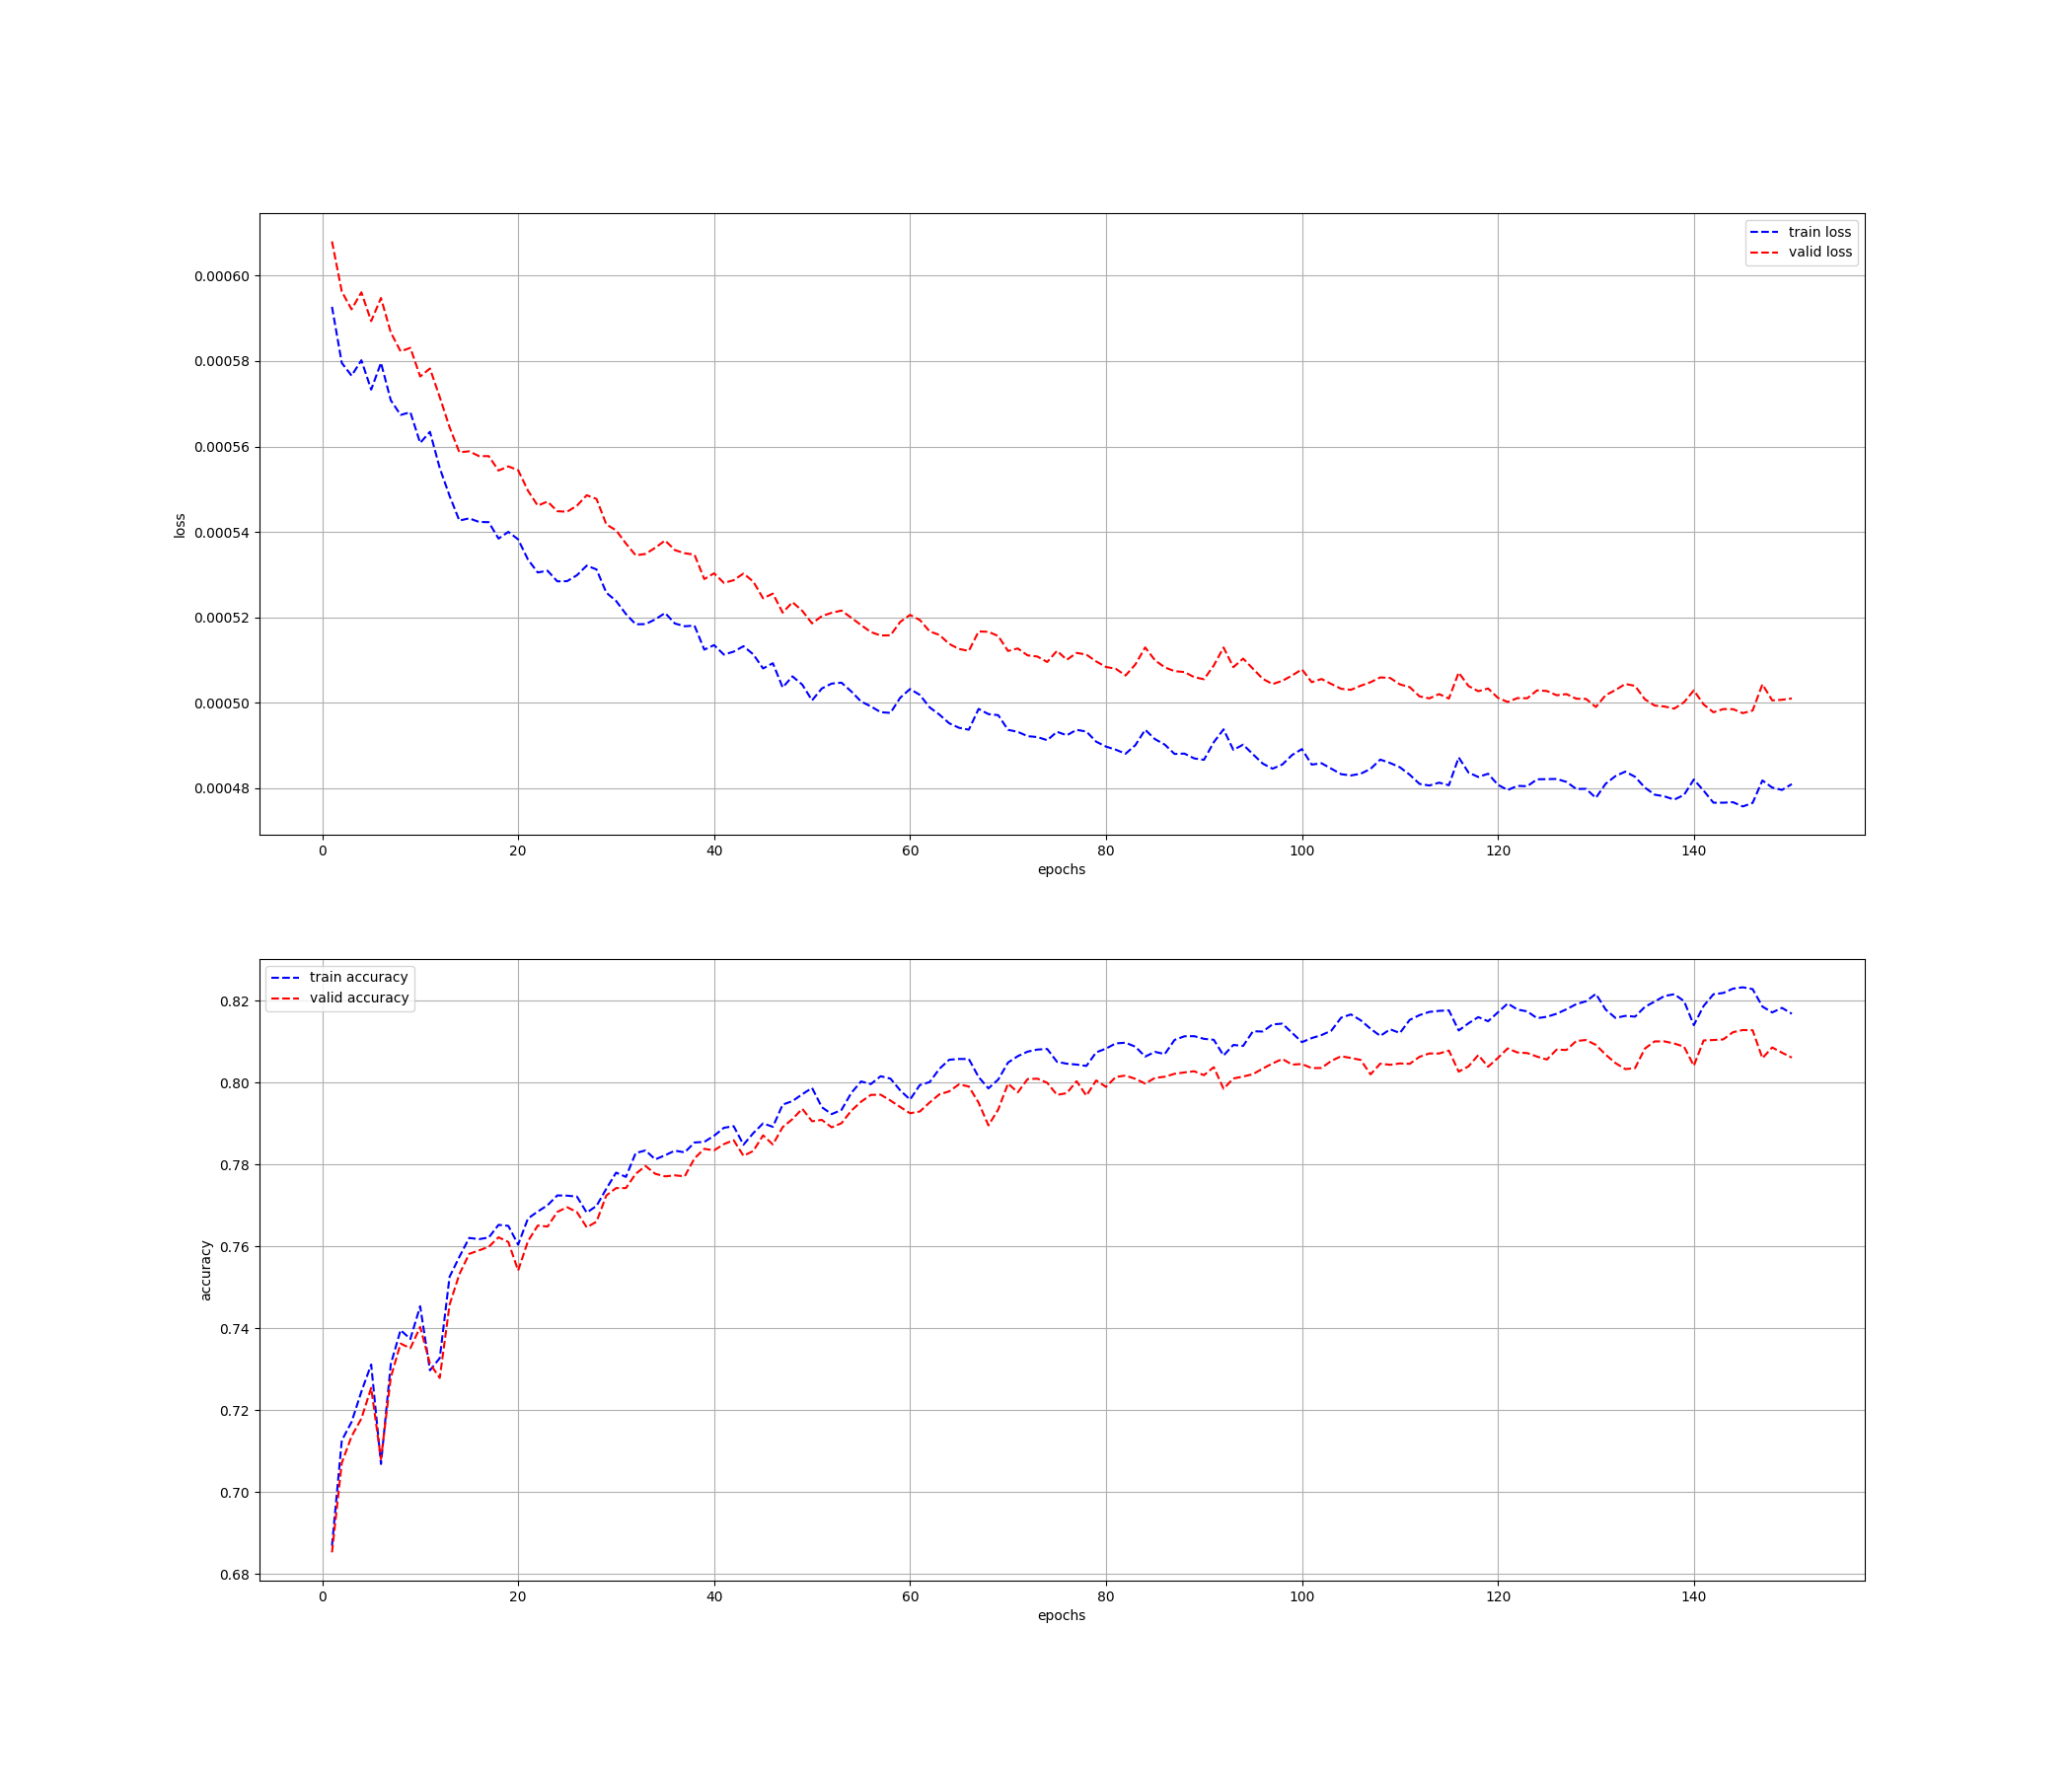 train loss
valid loss
0.00060
0.00058
0.00056
0.00054
0.00052
0.00050
0.00048
loss
0 20 40 60 80 100 120 140
epochs
train accuracy
valid accuracy
0.82
0.80
0.78
0.76
0.74
0.72
0.70
0.68
accuracy
0 20 40 60 80 100 120 140
epochs